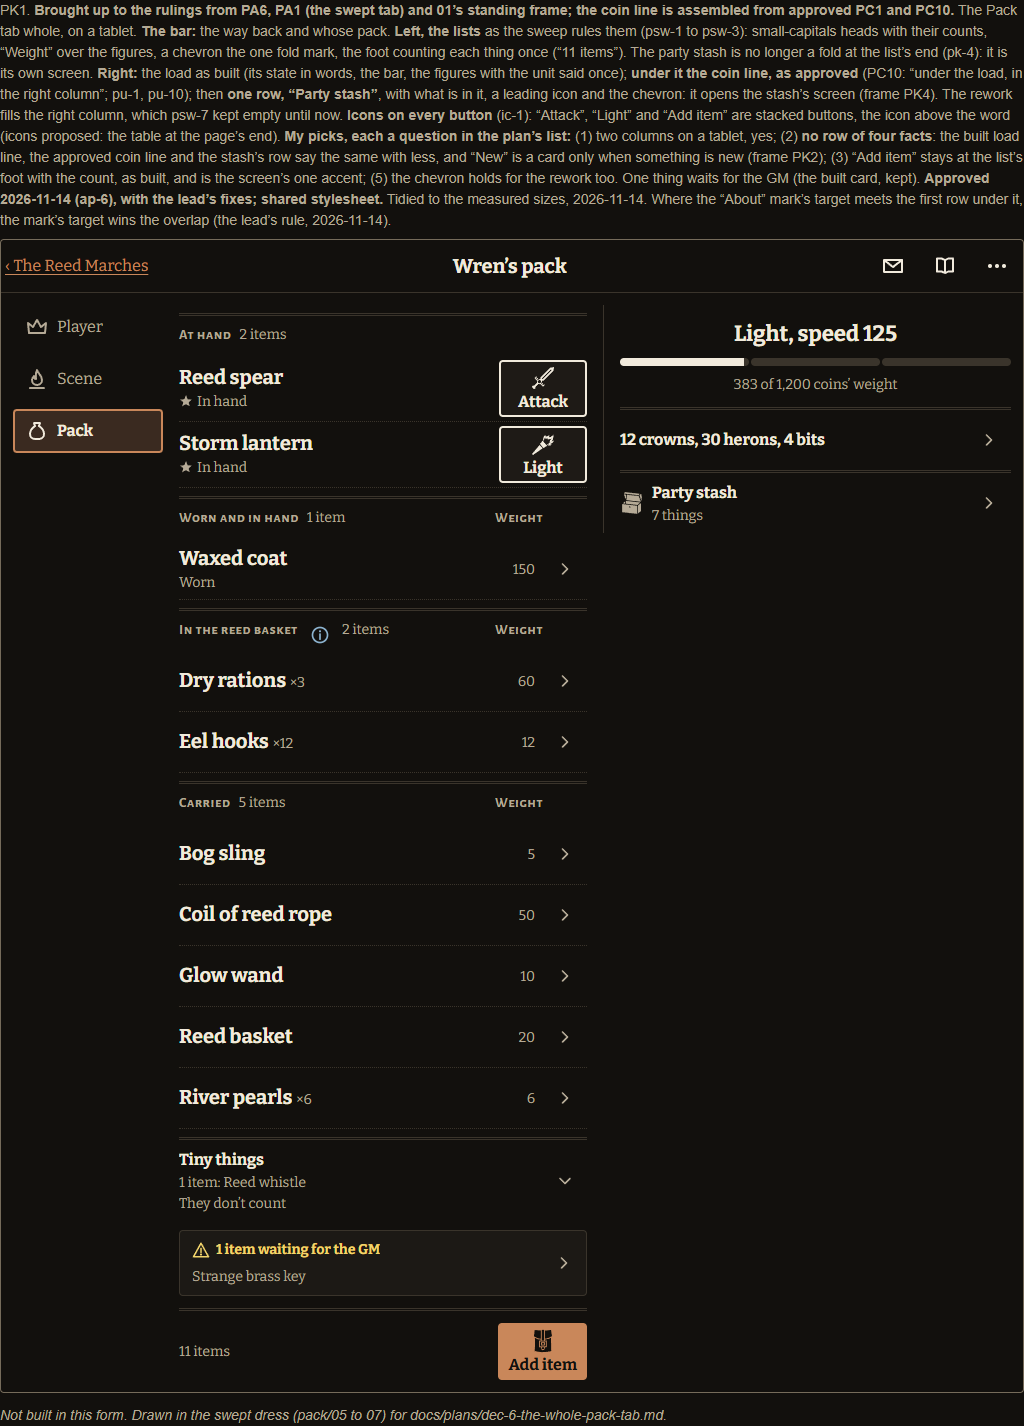 PK1. Brought up to the rulings from PA6, PA1 (the swept tab) and 01’s standing frame; the coin line is assembled from approved PC1 and PC10. The Pack
tab whole, on a tablet. The bar: the way back and whose pack. Left, the lists as the sweep rules them (psw-1 to psw-3): small-capitals heads with their counts,
“Weight” over the figures, a chevron the one fold mark, the foot counting each thing once (“11 items”). The party stash is no longer a fold at the list’s end (pk-4): it is
its own screen. Right: the load as built (its state in words, the bar, the figures with the unit said once); under it the coin line, as approved (PC10: “under the load, in
the right column”; pu-1, pu-10); then one row, “Party stash”, with what is in it, a leading icon and the chevron: it opens the stash’s screen (frame PK4). The rework
fills the right column, which psw-7 kept empty until now. Icons on every button (ic-1): “Attack”, “Light” and “Add item” are stacked buttons, the icon above the word
(icons proposed: the table at the page’s end). My picks, each a question in the plan’s list: (1) two columns on a tablet, yes; (2) no row of four facts: the built load
line, the approved coin line and the stash’s row say the same with less, and “New” is a card only when something is new (frame PK2); (3) “Add item” stays at the list’s
foot with the count, as built, and is the screen’s one accent; (5) the chevron holds for the rework too. One thing waits for the GM (the built card, kept). Approved
2026-11-14 (ap-6), with the lead’s fixes; shared stylesheet. Tidied to the measured sizes, 2026-11-14. Where the “About” mark’s target meets the first row under it,
the mark’s target wins the overlap (the lead’s rule, 2026-11-14).
‹ The Reed Marches
Wren’s pack
Player
Scene
Pack
At hand 2 items
Reed spear
★ In hand
Attack
Storm lantern
★ In hand
Light
Worn and in hand 1 item Weight
Waxed coat
Worn
150
In the reed basket 2 items Weight
Dry rations ×3 60
Eel hooks ×12 12
Carried 5 items Weight
Bog sling 5
Coil of reed rope 50
Glow wand 10
Reed basket 20
River pearls ×6 6
Tiny things
1 item: Reed whistle
They don’t count
1 item waiting for the GM
Strange brass key
11 items
Add item
Light, speed 125
383 of 1,200 coins’ weight
12 crowns, 30 herons, 4 bits
Party stash
7 things
Not built in this form. Drawn in the swept dress (pack/05 to 07) for docs/plans/dec-6-the-whole-pack-tab.md.